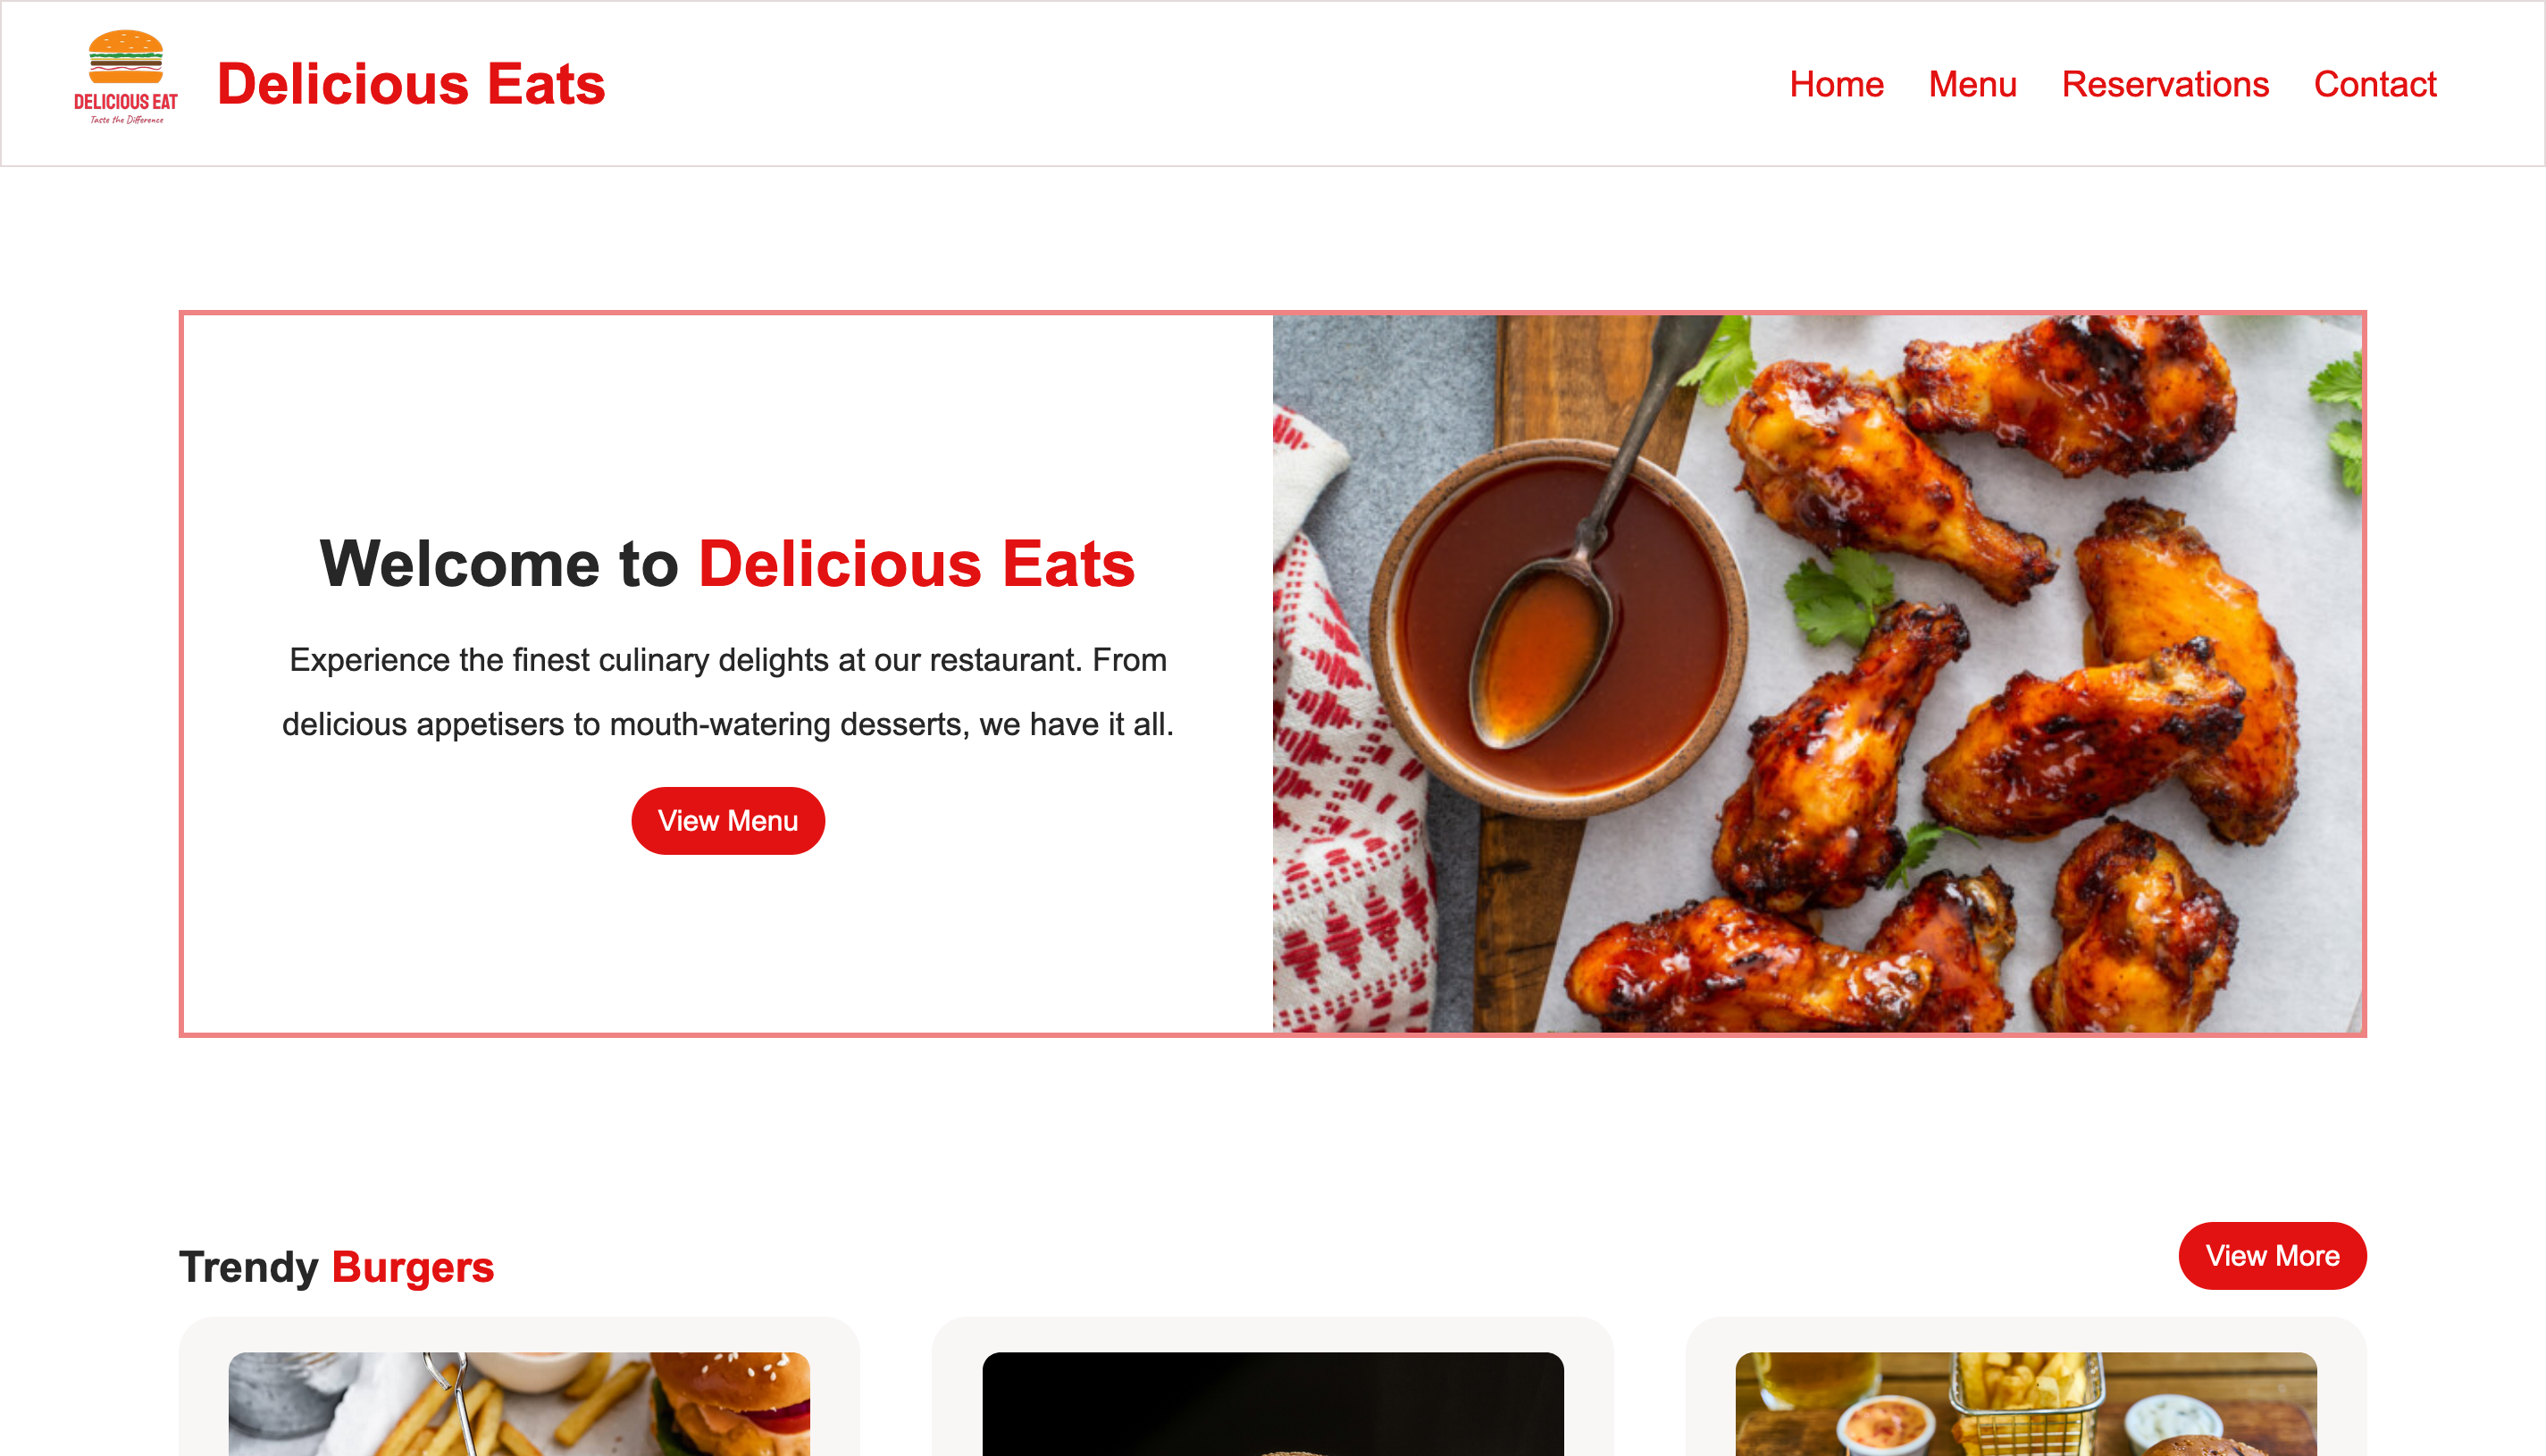 DELICIOUS EAT
Taste the Difference
Delicious Eats
Home Menu Reservations Contact
Welcome to Delicious Eats
Experience the finest culinary delights at our restaurant. From
delicious appetisers to mouth-watering desserts, we have it all.
View Menu
Trendy Burgers
View More